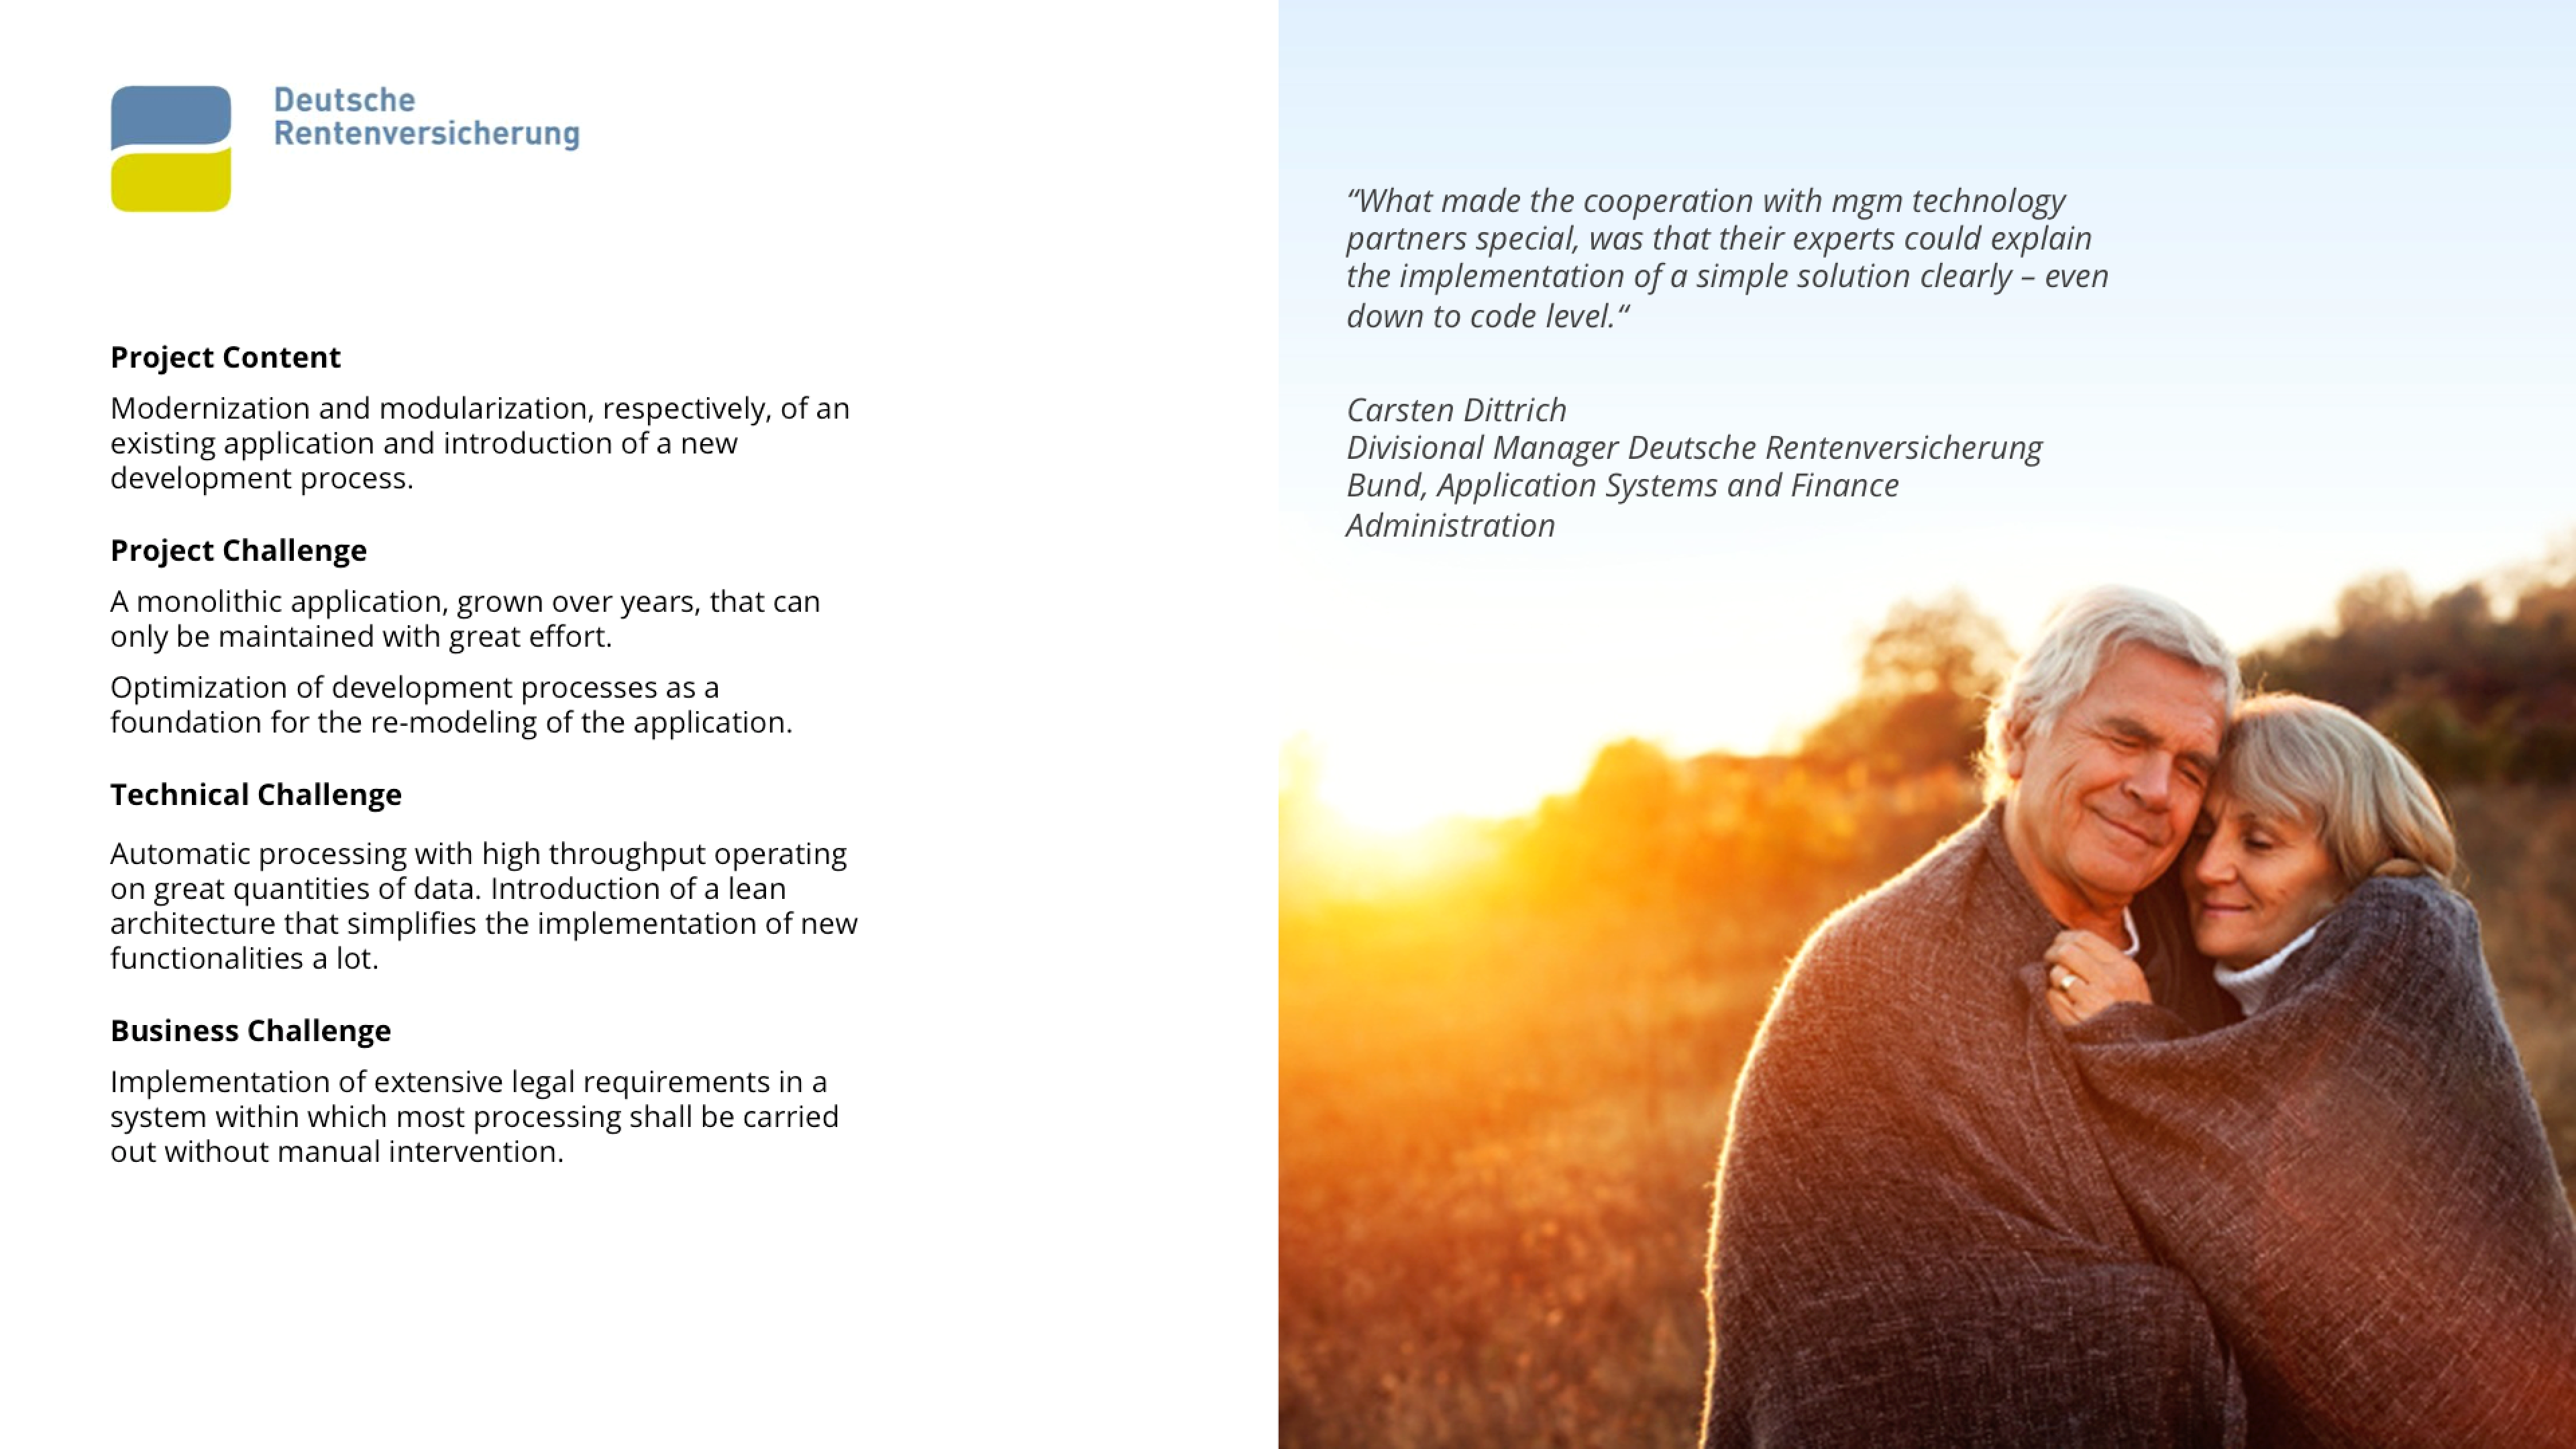 Deutsche
Rentenversicherung
Project Content
Modernization and modularization, respectively, of an
existing application and introduction of a new
development process.
Project Challenge
A monolithic application, grown over years, that can
only be maintained with great effort.
Optimization of development processes as a
foundation for the re-modeling of the application.
Technical Challenge
Automatic processing with high throughput operating
on great quantities of data. Introduction of a lean
architecture that simplifies the implementation of new
functionalities a lot.
Business Challenge
Implementation of extensive legal requirements in a
system within which most processing shall be carried
out without manual intervention.
“What made the cooperation with mgm technology
partners special, was that their experts could explain
the implementation of a simple solution clearly – even
down to code level.“
Carsten Dittrich
Divisional Manager Deutsche Rentenversicherung
Bund, Application Systems and Finance
Administration